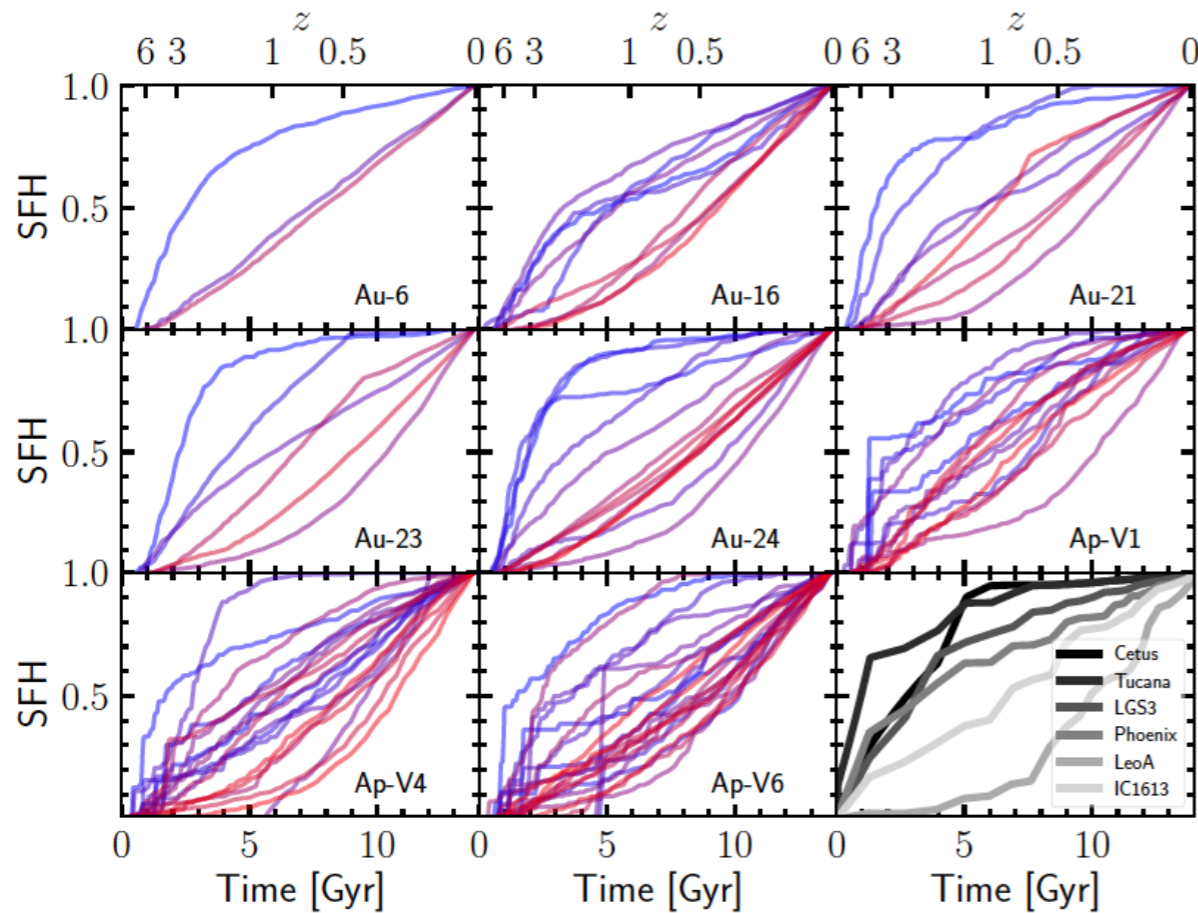 z z z
6 3 1 0.5 0 6 3 1 0.5 0 6 3 1 0.5 0
1.0
SFH
0.5
Au-6 Au-16 Au-21
1.0
SFH
0.5
Au-23 Au-24 Ap-V1
1.0
SFH
0.5
Cetus
Tucana
LGS3
Phoenix
LeoA
IC1613
Ap-V4 Ap-V6
0 5 10 0 5 10 0 5 10
Time [Gyr] Time [Gyr] Time [Gyr]